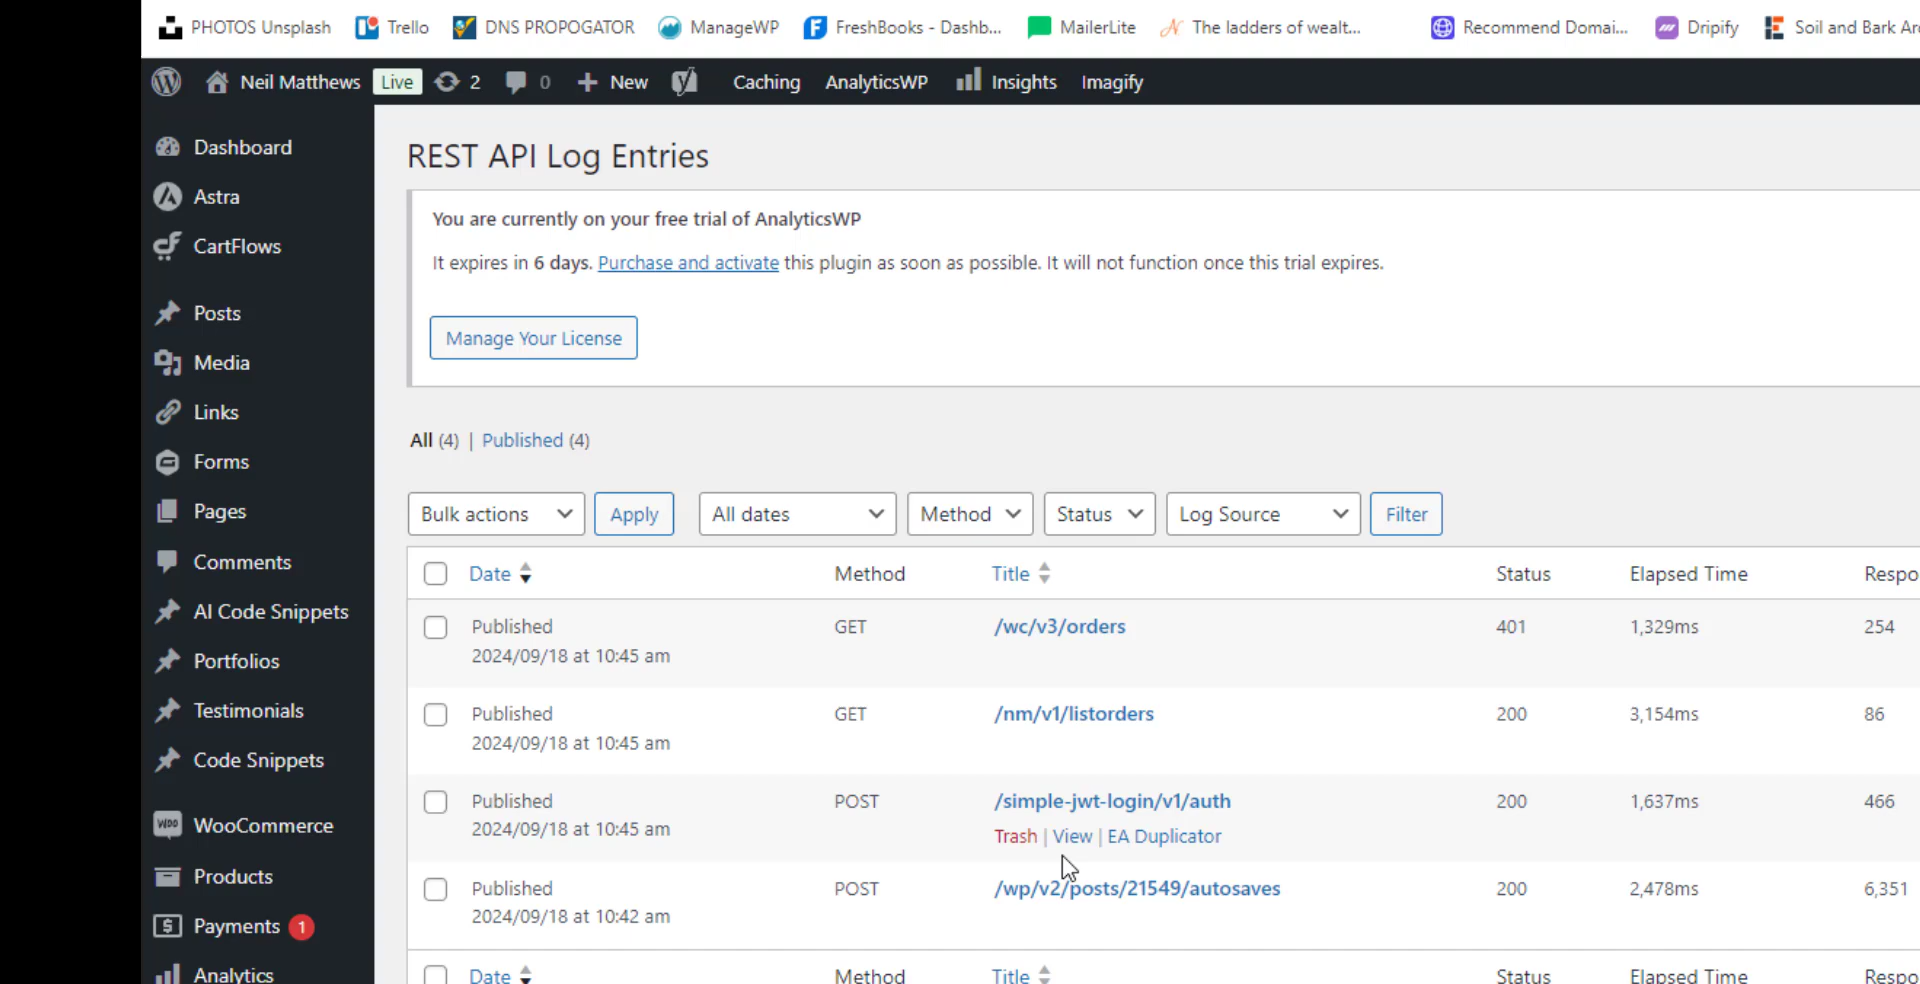 PHOTOS Unsplash Trello DNS PROPOGATOR ManageWP FreshBooks - Dashb... MailerLite The ladders of wealt... Recommend Domai... Dripify Soil and Bark Ar
Neil Matthews Live 2 0 New Caching AnalyticsWP Insights Imagify
Dashboard
Astra
CartFlows
Posts
Media
Links
Forms
Pages
Comments
AI Code Snippets
Portfolios
Testimonials
Code Snippets
WooCommerce
Products
Payments 1
Analytics
REST API Log Entries
You are currently on your free trial of AnalyticsWP
It expires in 6 days. Purchase and activate this plugin as soon as possible. It will not function once this trial expires.
Manage Your License
All (4) | Published (4)
Bulk actions Apply All dates Method Status Log Source Filter
Date Method Title Status Elapsed Time Respo
Published GET /wc/v3/orders 401 1,329ms 254
2024/09/18 at 10:45 am
Published GET /nm/v1/listorders 200 3,154ms 86
2024/09/18 at 10:45 am
Published POST /simple-jwt-login/v1/auth 200 1,637ms 466
2024/09/18 at 10:45 am Trash | View | EA Duplicator
Published POST /wp/v2/posts/21549/autosaves 200 2,478ms 6,351
2024/09/18 at 10:42 am
Date Method Title Status Elapsed Time Respo